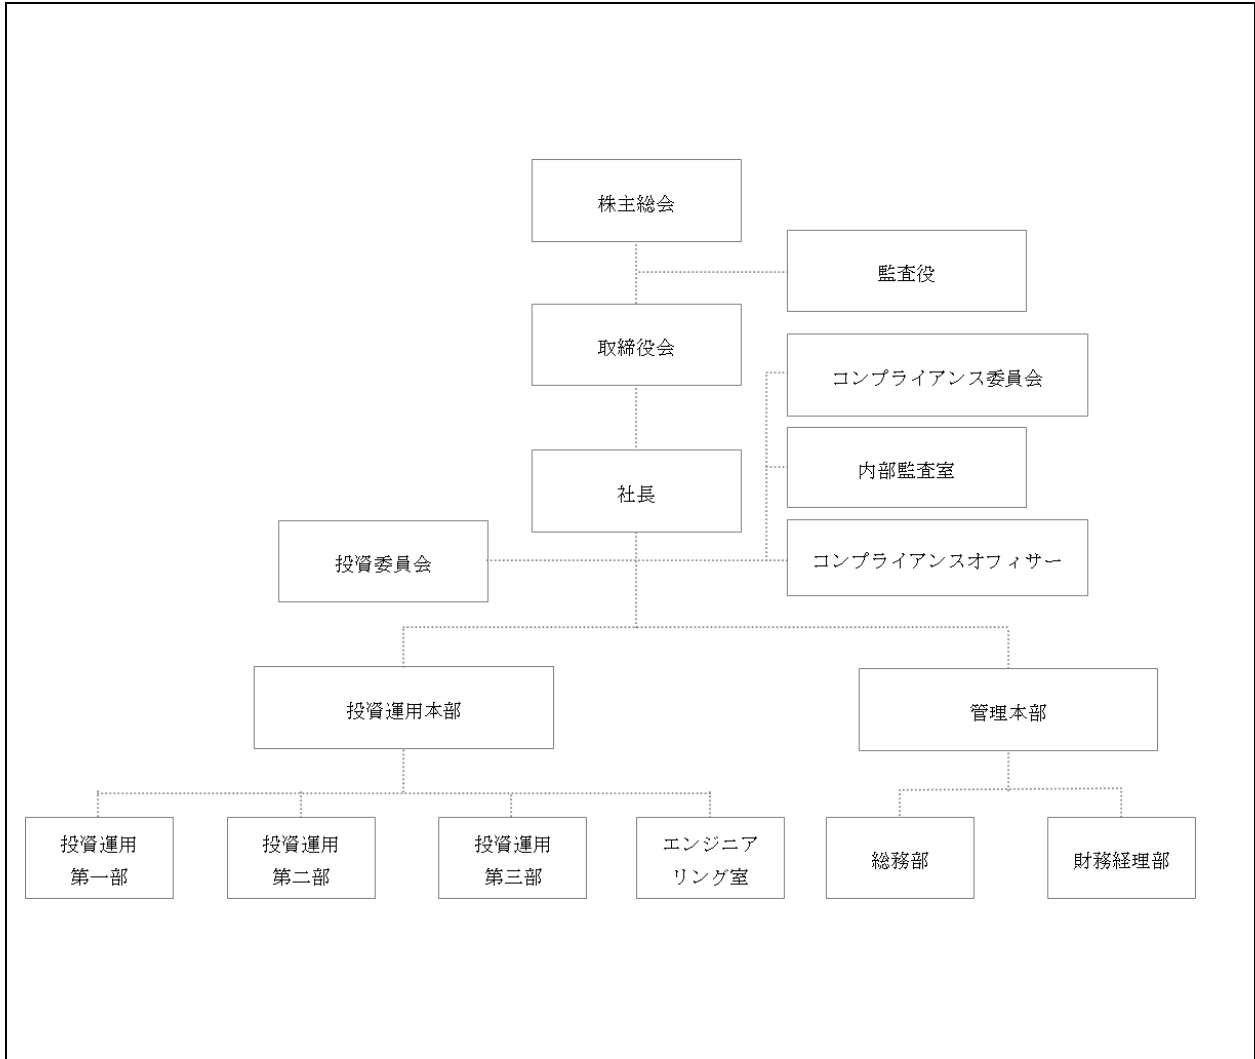 株主総会
監査役
取締役会
コンプライアンス委員会
内部監査室
社長
投資委員会
コンプライアンスオフィサー
投資運用本部
管理本部
投資運用
第一部
投資運用
第二部
投資運用
第三部
エンジニア
リング室
総務部
財務経理部